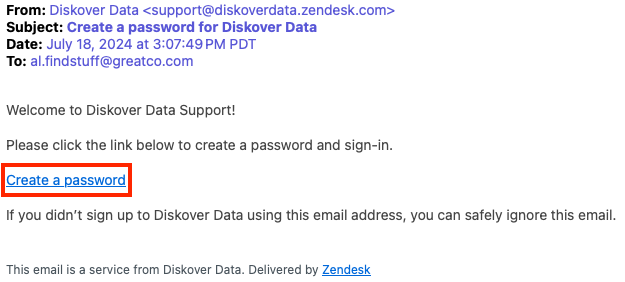 From: Diskover Data <support@diskoverdata.zendesk.com>
Subject: Create a password for Diskover Data
Date: July 18, 2024 at 3:07:49 PM PDT
To: al.findstuff@greatco.com
Welcome to Diskover Data Support!
Please click the link below to create a password and sign-in.
Create a password
If you didn’t sign up to Diskover Data using this email address, you can safely ignore this email.
This email is a service from Diskover Data. Delivered by Zendesk